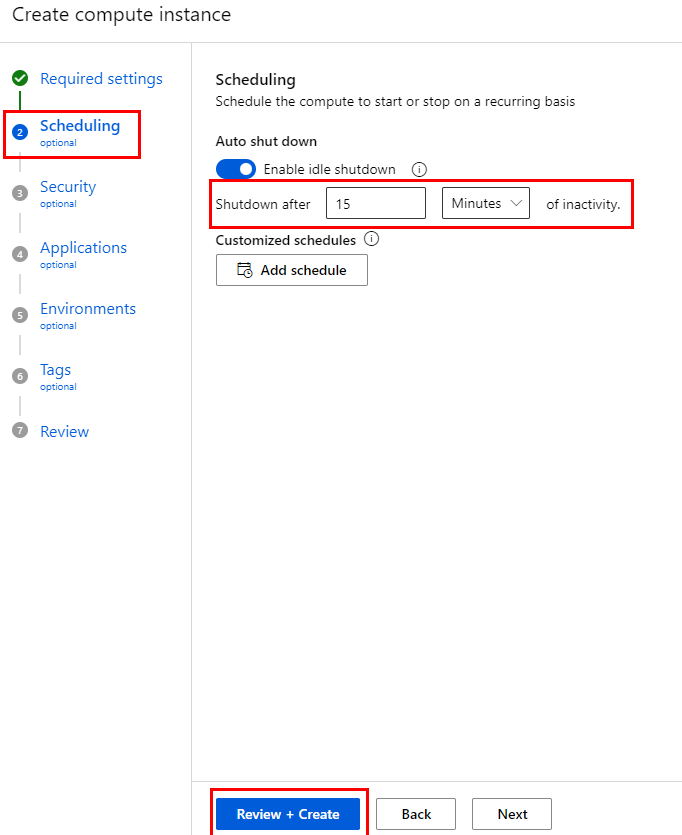 Create compute instance
Required settings
2
Scheduling
optional
3
Security
optional
4
Applications
optional
5
Environments
optional
6
Tags
optional
7
Review
Scheduling
Schedule the compute to start or stop on a recurring basis
Auto shut down
Enable idle shutdown
Shutdown after 15 Minutes of inactivity.
Customized schedules
Add schedule
Review + Create Back Next